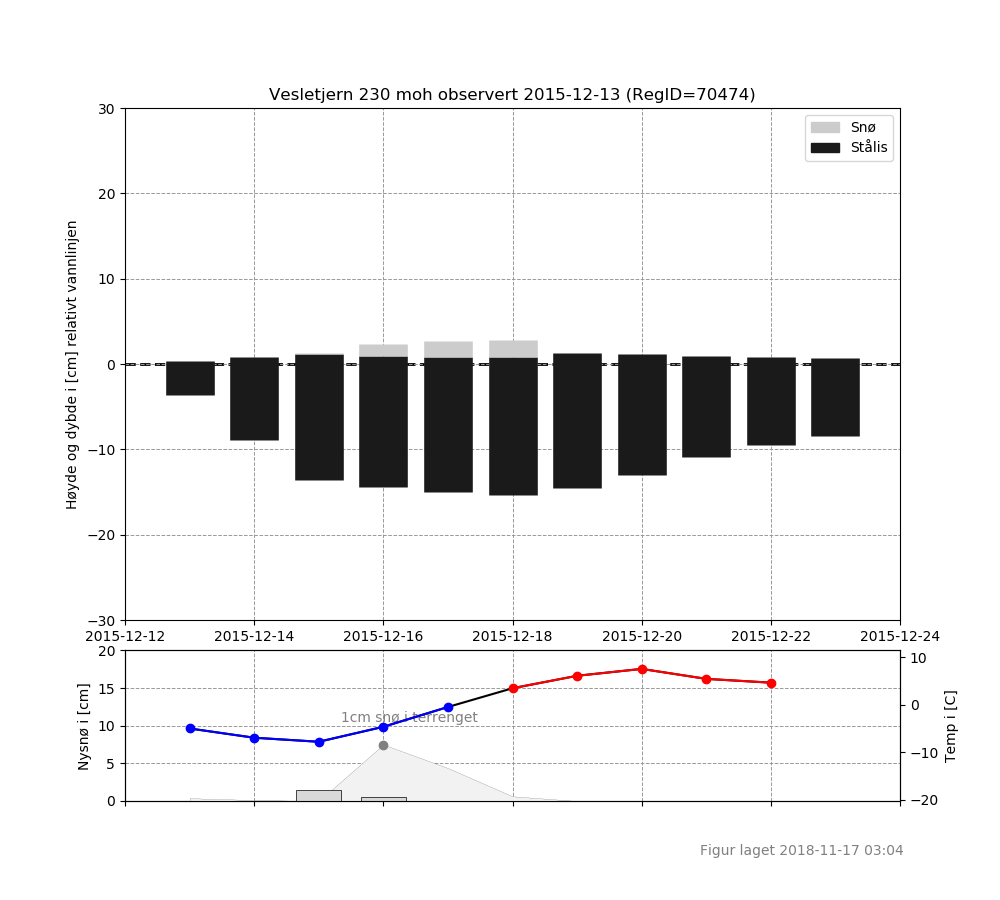 Vesletjern 230 moh observert 2015-12-13 (RegID=70474)
Høyde og dybde i [cm] relativt vannlinjen
30
20
10
0
−10
−20
−30
Snø
Stålis
2015-12-12 2015-12-14 2015-12-16 2015-12-18 2015-12-20 2015-12-22 2015-12-24
Nysnø i [cm]
20
15
10
5
0
1cm snø i terrenget
10
0
−10
−20
Temp i [C]
Figur laget 2018-11-17 03:04